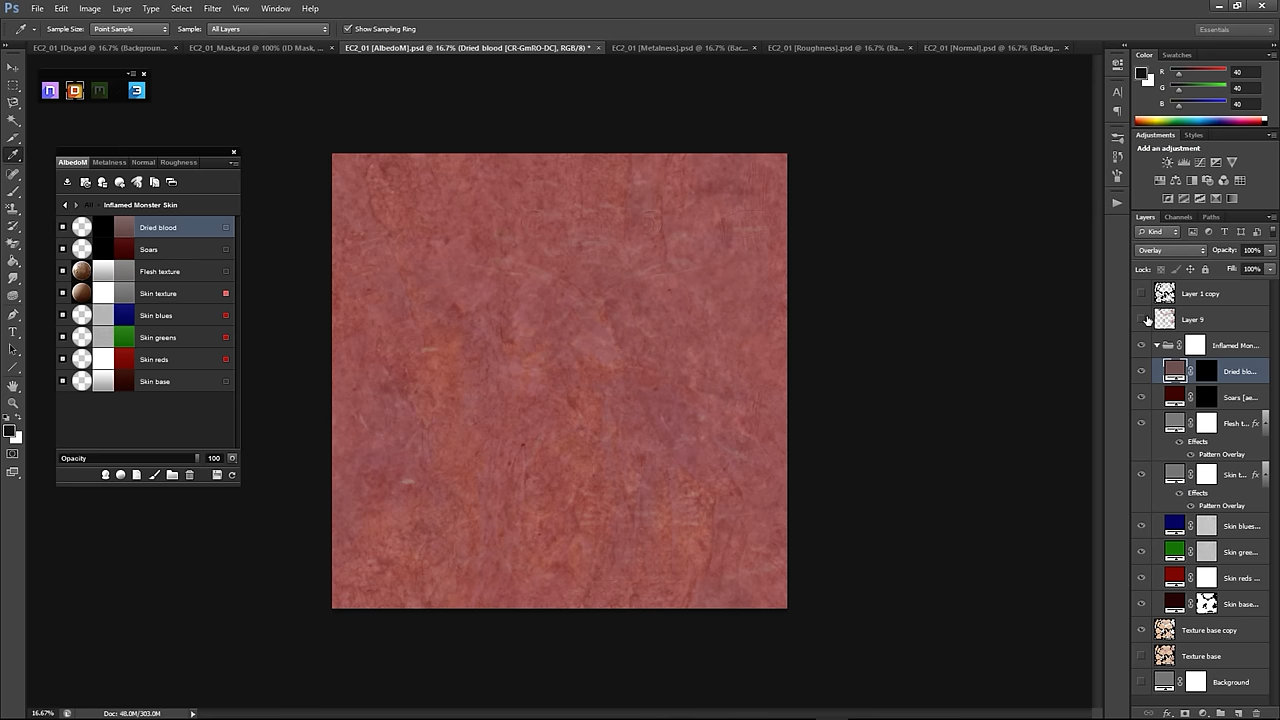 Ps File Edit Image Layer Type Select Filter View Window Help
Sample Size: Point Sample Sample: All Layers Show Sampling Ring Essentials
EC2_01_IDs.psd @ 16.7% (Backgroun... × EC2_01_Mask.psd @ 100% (ID Mask, ... × EC2_01 [AlbedoM].psd @ 16.7% (Dried blood [CR-GmRO-DC], RGB/8) * × EC2_01 [Metalness].psd @ 16.7% (Bac... × EC2_01 [Roughness].psd @ 16.7% (Ba... × EC2_01 [Normal].psd @ 16.7% (Backg... ×
n D m 3
AlbedoM Metalness Normal Roughness
All Inflamed Monster Skin
Dried blood
Soars
Flesh texture
Skin texture
Skin blues
Skin greens
Skin reds
Skin base
Opacity 100
Color Swatches
R 40
G 40
B 40
Adjustments Styles
Add an adjustment
Layers Channels Paths
Kind
Overlay Opacity: 100%
Lock: Fill: 100%
Layer 1 copy
Layer 9
Inflamed Mon...
Dried blo...
Soars [ae...
Flesh t... fx
Effects
Pattern Overlay
Skin t... fx
Effects
Pattern Overlay
Skin blues...
Skin gree...
Skin reds ...
Skin base...
Texture base copy
Texture base
Background
16.67% Doc: 48.0M/303.0M